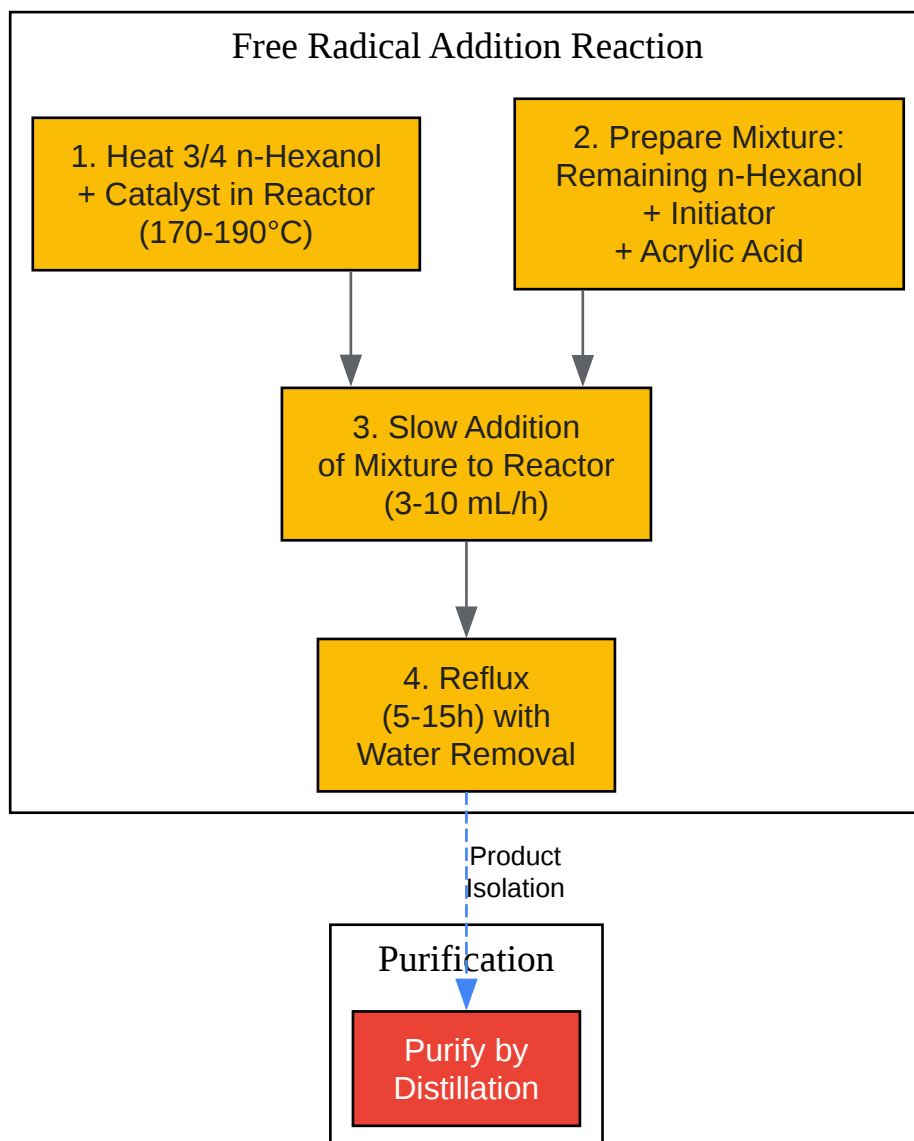 Free Radical Addition Reaction
1. Heat 3/4 n-Hexanol
+ Catalyst in Reactor
(170-190°C)
2. Prepare Mixture:
Remaining n-Hexanol
+ Initiator
+ Acrylic Acid
3. Slow Addition
of Mixture to Reactor
(3-10 mL/h)
4. Reflux
(5-15h) with
Water Removal
Product
Isolation
Purification
Purify by
Distillation